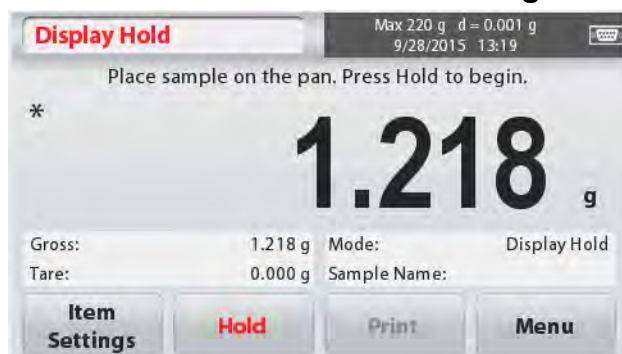 Display Hold
Max 220 g d = 0.001 g
9/28/2015 13:19
Place sample on the pan. Press Hold to begin.
*
1.218 g
Gross: 1.218 g Mode: Display Hold
Tare: 0.000 g Sample Name:
Item Settings Hold Print Menu